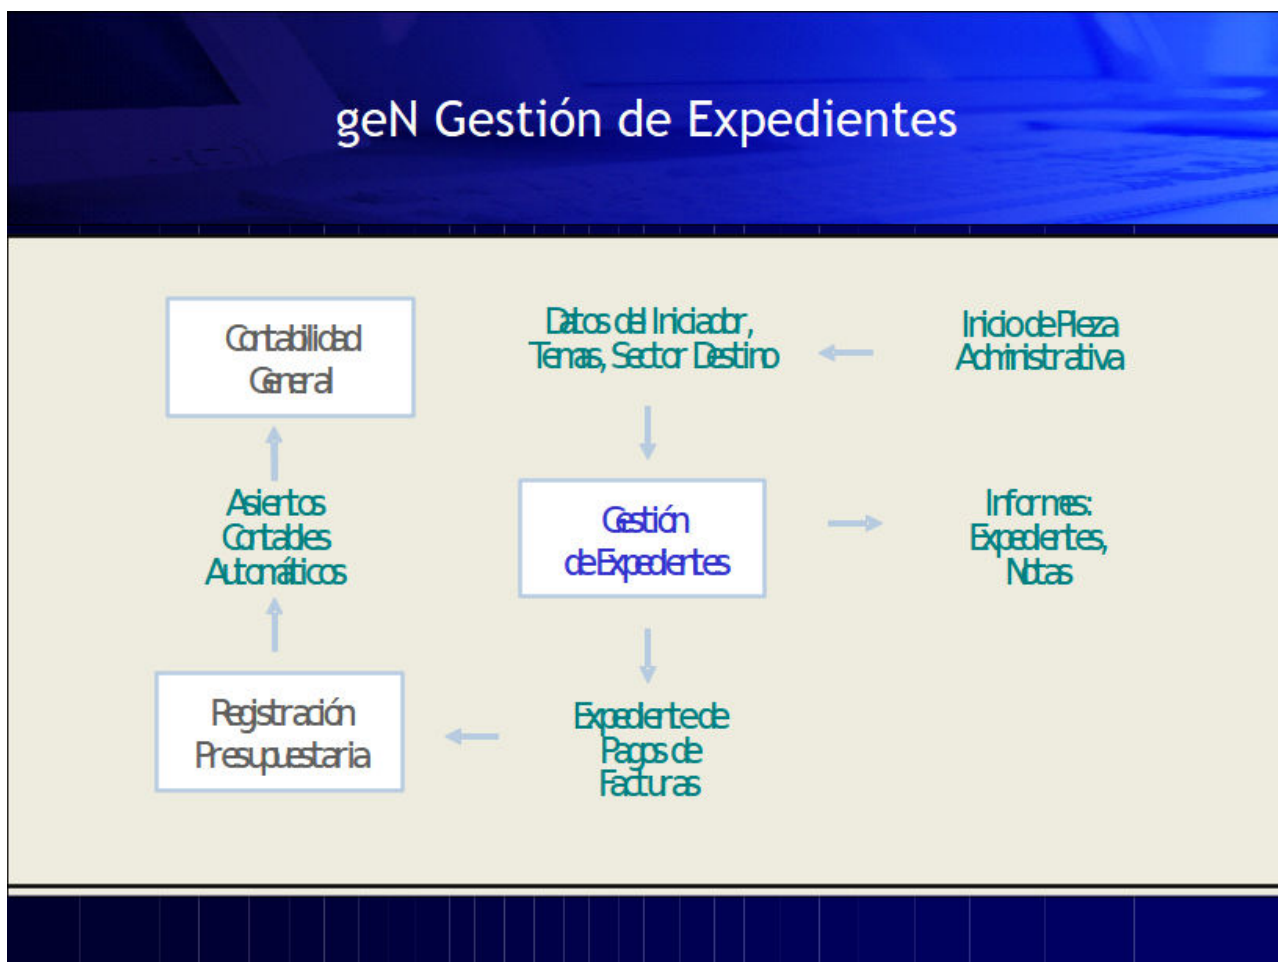 geN Gestión de Expedientes
Contabilidad
General
Datos del Iniciador,
Temas, Sector Destino
Inicio de Pieza
Administrativa
Asientos
Contables
Automáticos
Gestión
de Expedientes
Informes:
Expedientes,
Notas
Registración
Presupuestaria
Expediente de
Pagos de
Facturas